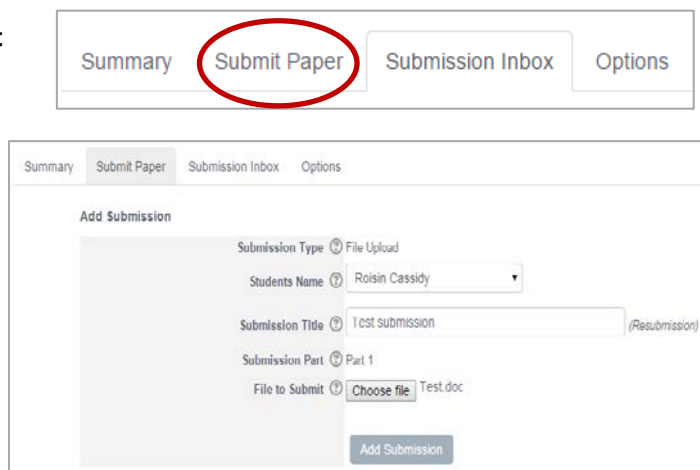 Summary Submit Paper Submission Inbox Options
Summary Submit Paper Submission Inbox Options
Add Submission
Submission Type ? File Upload
Students Name ? Roisin Cassidy
Submission Title ? Test submission (Resubmission)
Submission Part ? Part 1
File to Submit ? Choose file Test.doc
Add Submission